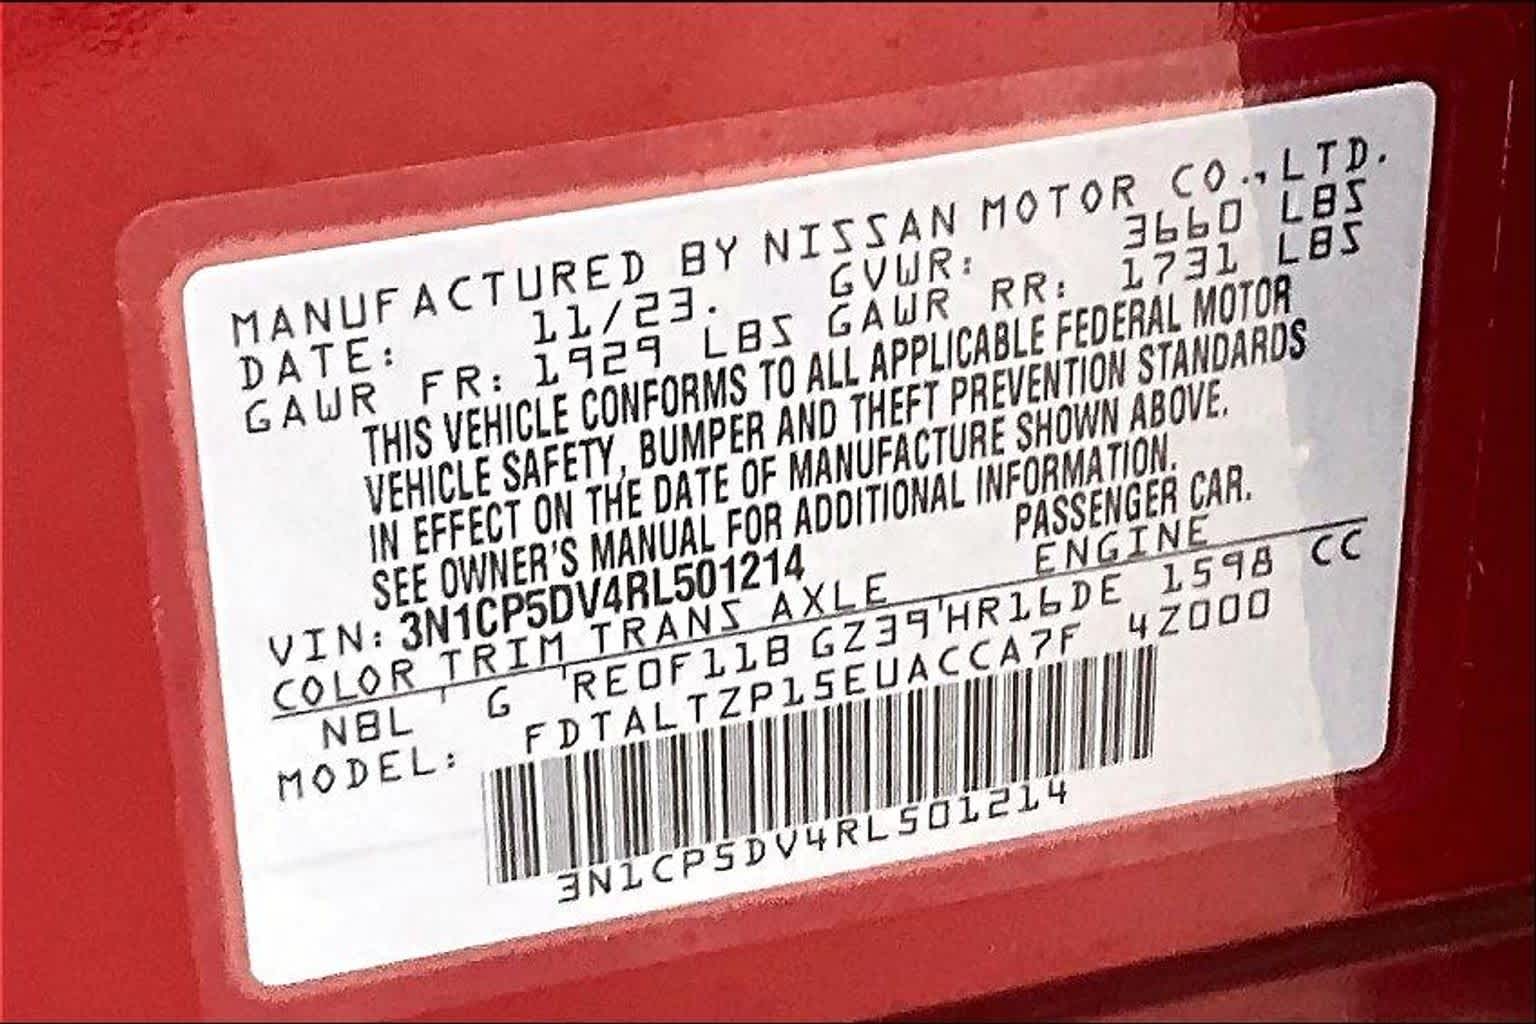 MANUFACTURED BY NISSAN MOTOR CO.,LTD.
DATE: 11/23. GVWR: 3660 LBS
GAWR FR: 1929 LBS GAWR RR: 1731 LBS
THIS VEHICLE CONFORMS TO ALL APPLICABLE FEDERAL MOTOR
VEHICLE SAFETY, BUMPER AND THEFT PREVENTION STANDARDS
IN EFFECT ON THE DATE OF MANUFACTURE SHOWN ABOVE.
SEE OWNER'S MANUAL FOR ADDITIONAL INFORMATION.
VIN: 3N1CP5DV4RL501214 PASSENGER CAR.
COLOR TRIM TRANS AXLE ENGINE
NBL ' G 'RE0F11B GZ39'HR16DE 1598 CC
MODEL: FDTALTZP15EUACCA7F 4Z000
3N1CP5DV4RL501214